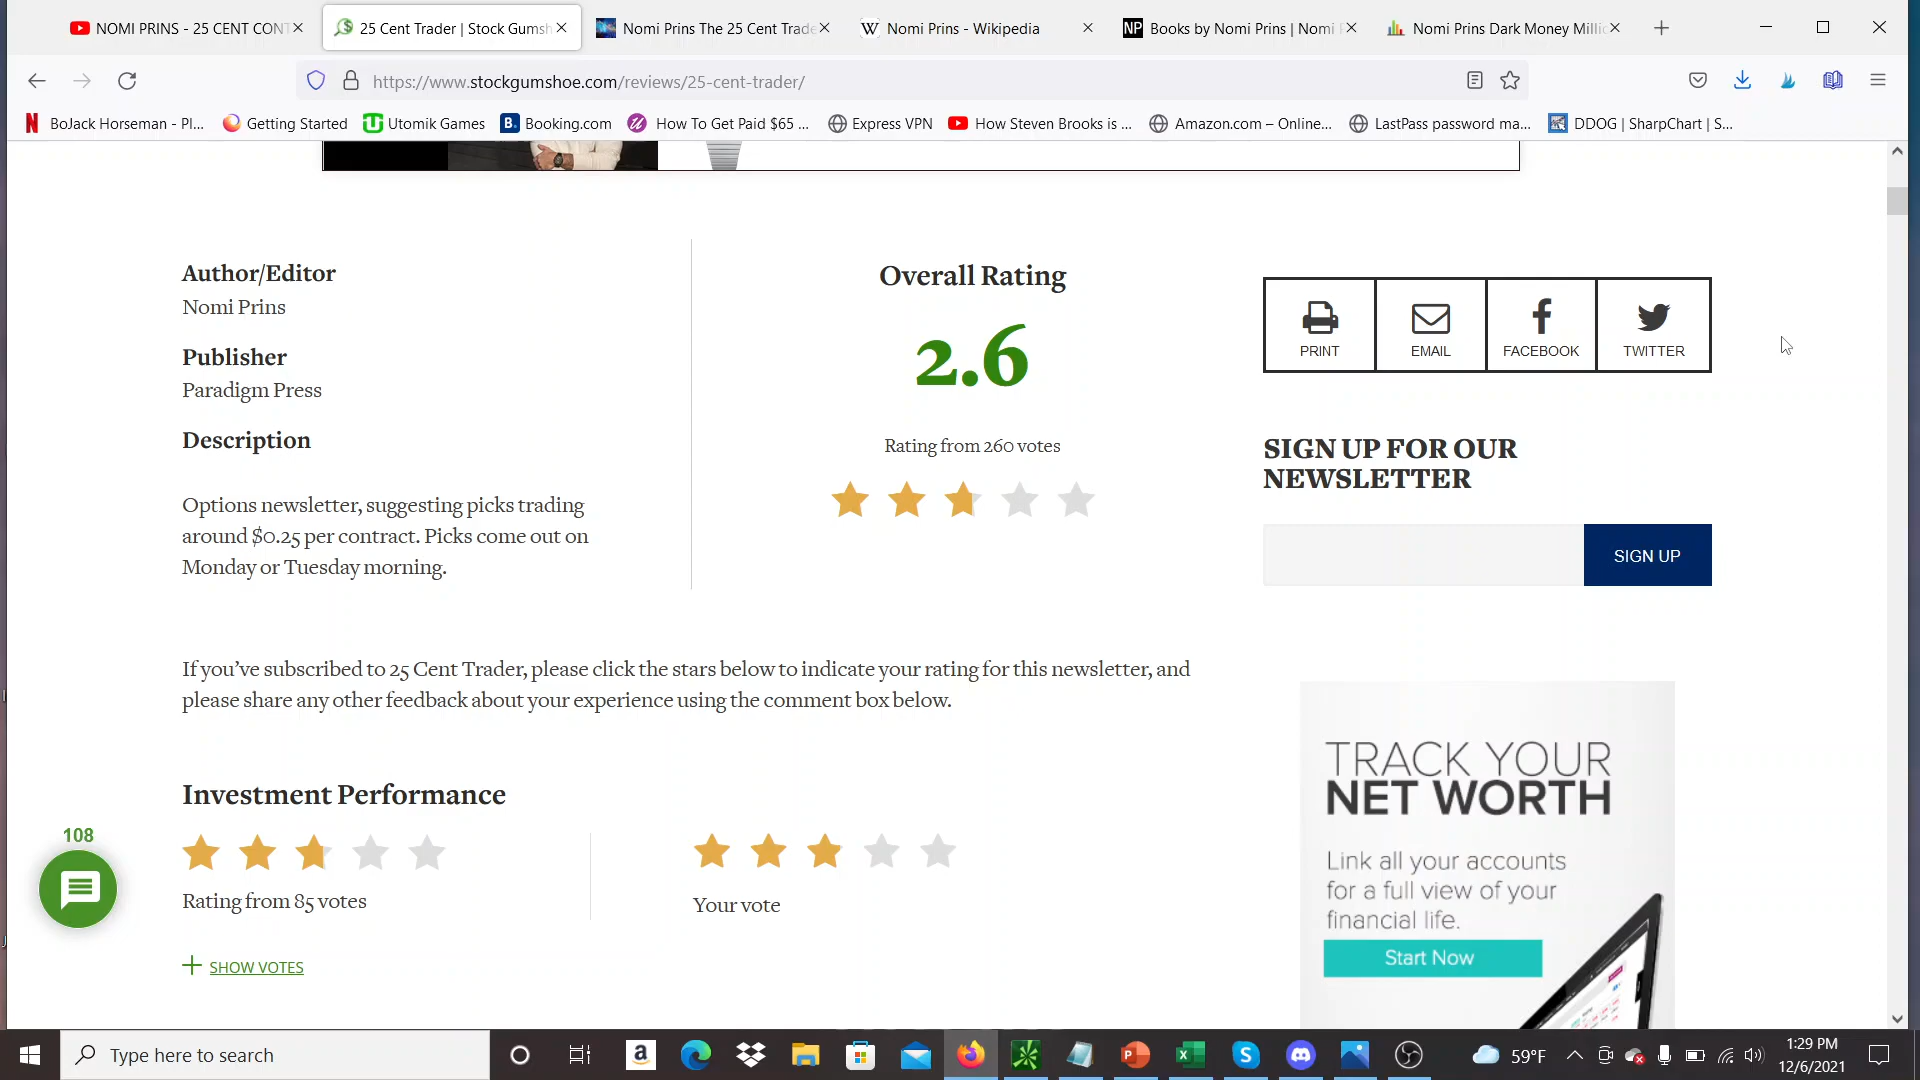 NOMI PRINS - 25 CENT CONT
25 Cent Trader | Stock Gumsh
Nomi Prins The 25 Cent Trade
W Nomi Prins - Wikipedia
NP Books by Nomi Prins | Nomi P
Nomi Prins Dark Money Millio
https://www.stockgumshoe.com/reviews/25-cent-trader/
N BoJack Horseman - Pl...
Getting Started
Utomik Games
B. Booking.com
How To Get Paid $65 ...
Express VPN
How Steven Brooks is ...
Amazon.com – Online...
LastPass password ma...
DDOG | SharpChart | S...
Author/Editor
Nomi Prins
Publisher
Paradigm Press
Description
Options newsletter, suggesting picks trading
around $0.25 per contract. Picks come out on
Monday or Tuesday morning.
Overall Rating
2.6
Rating from 260 votes
PRINT
EMAIL
FACEBOOK
TWITTER
SIGN UP FOR OUR
NEWSLETTER
SIGN UP
If you’ve subscribed to 25 Cent Trader, please click the stars below to indicate your rating for this newsletter, and
please share any other feedback about your experience using the comment box below.
Investment Performance
Rating from 85 votes
Your vote
SHOW VOTES
108
TRACK YOUR
NET WORTH
Link all your accounts
for a full view of your
financial life.
Start Now
Type here to search
59°F
1:29 PM
12/6/2021